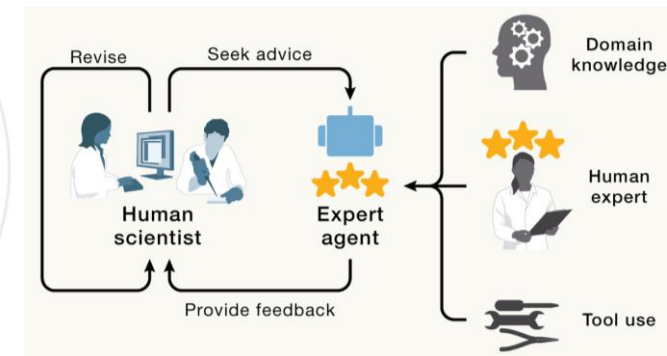 Revise
Seek advice
Domain
knowledge
Human
scientist
Expert
agent
Human
expert
Provide feedback
Tool use